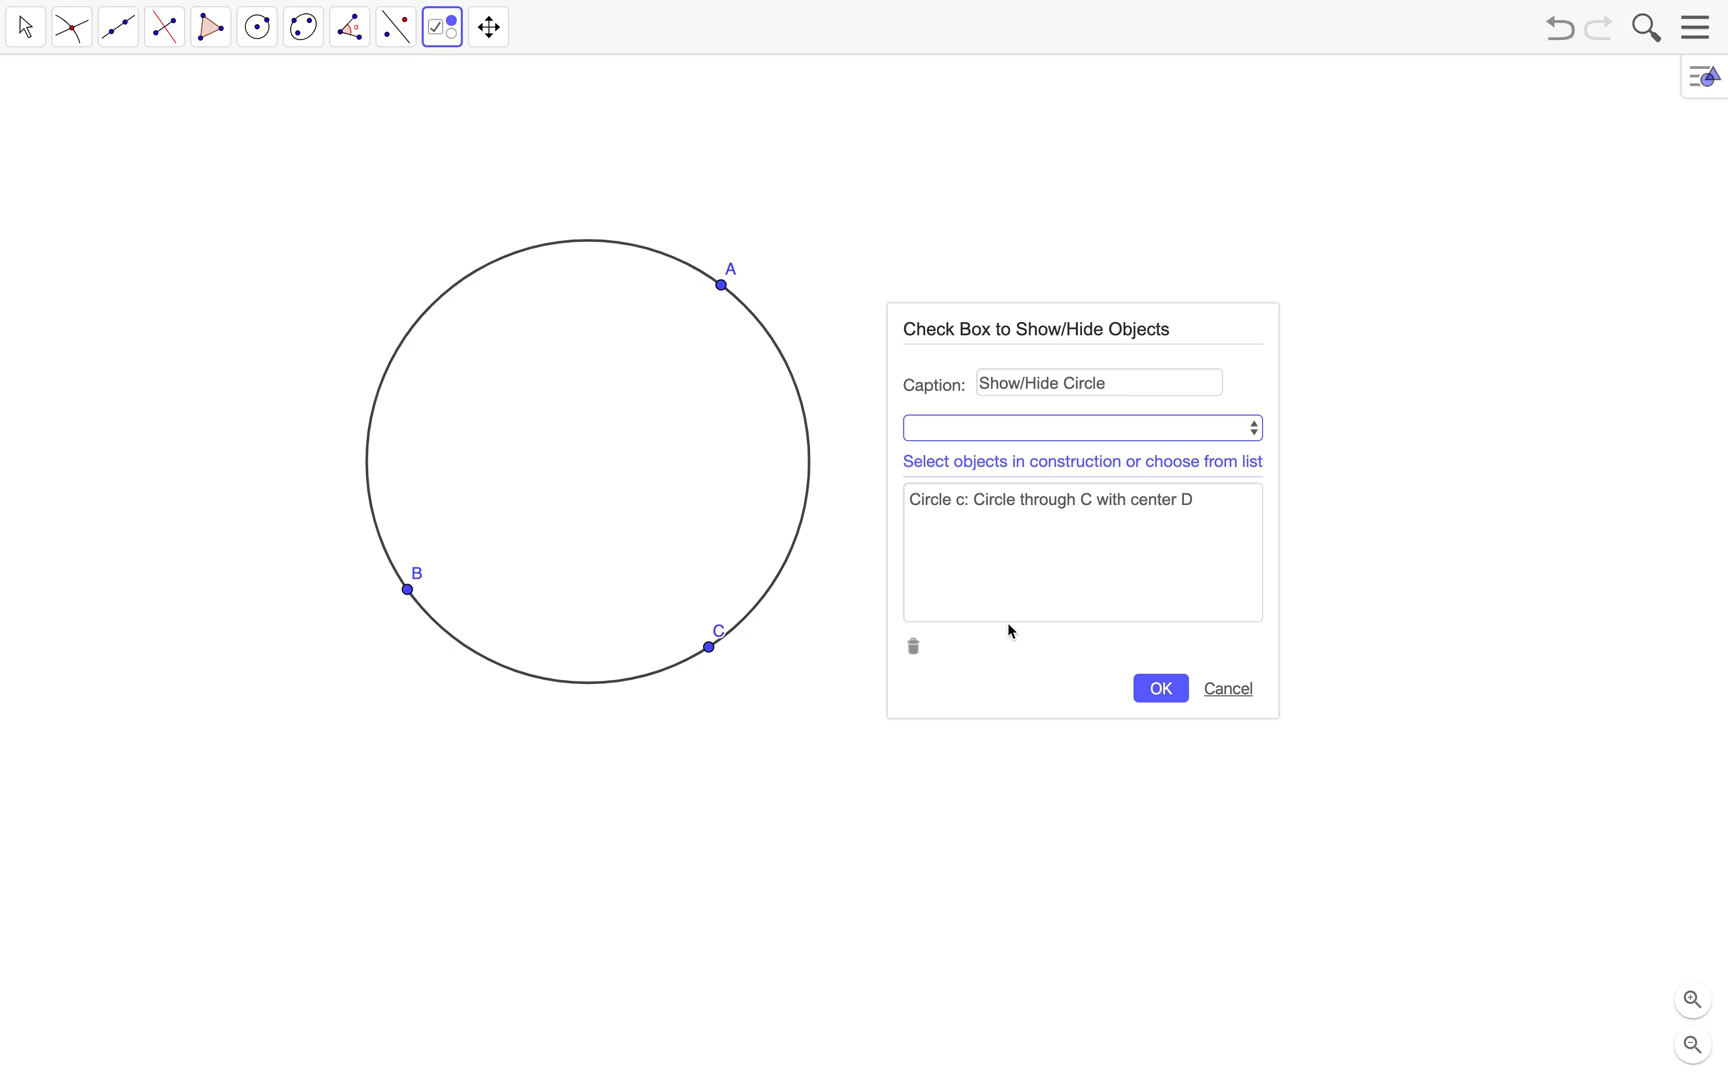 A
B
C
Check Box to Show/Hide Objects
Caption: Show/Hide Circle
Select objects in construction or choose from list
Circle c: Circle through C with center D
OK Cancel